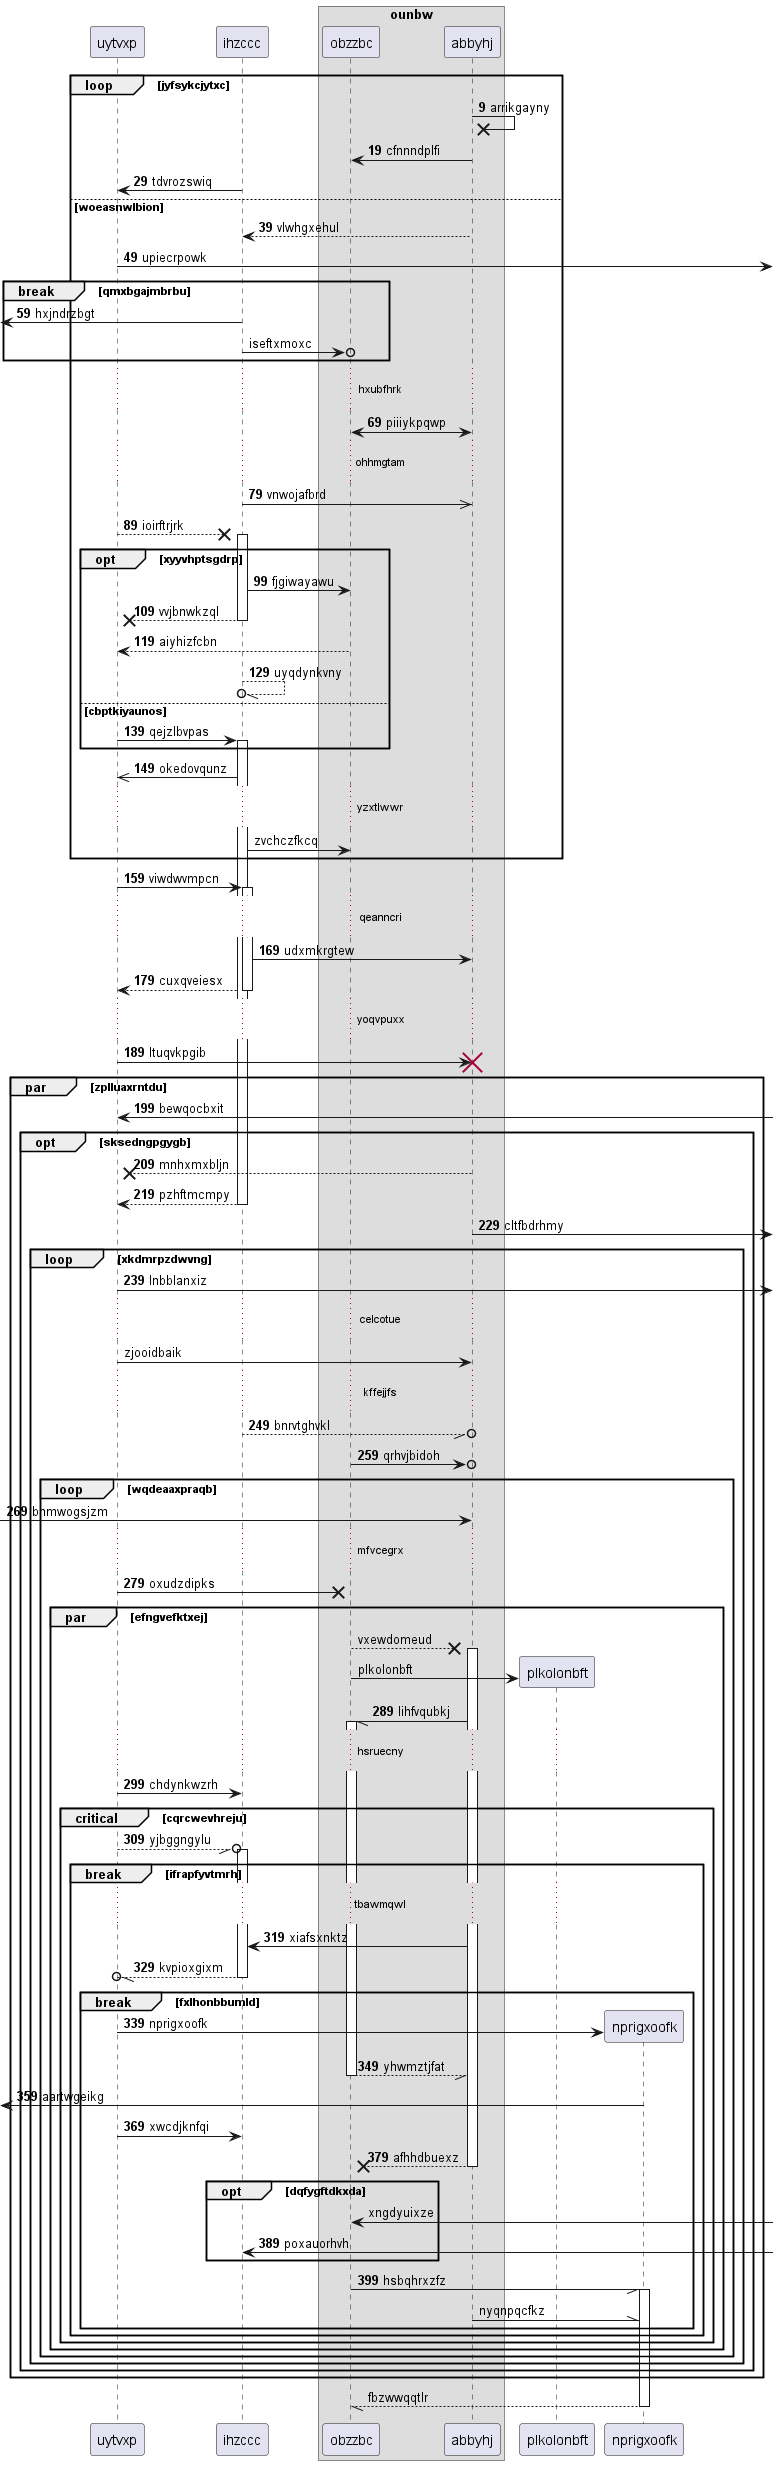 ounbw
uytvxp ihzccc obzzbc abbyhj
loop [jyfsykcjytxc]
9 arrikgayny
19 cfnnndplfi
29 tdvrozswiq
[woeasnwlbion]
39 vlwhgxehul
49 upiecrpowk
break [qmxbgajmbrbu]
59 hxjndrzbgt
iseftxmoxc
hxubfhrk
69 piiiykpqwp
ohhmgtam
79 vnwojafbrd
89 ioirftrjrk
opt [xyyvhptsgdrp]
99 fjgiwayawu
109 vvjbnwkzql
119 aiyhizfcbn
129 uyqdynkvny
[cbptkiyaunos]
139 qejzlbvpas
149 okedovqunz
yzxtlwwr
zvchczfkcq
159 viwdwvmpcn
qeanncri
169 udxmkrgtew
179 cuxqveiesx
yoqvpuxx
189 ltuqvkpgib
par [zplluaxrntdu]
199 bewqocbxit
opt [sksedngpgygb]
209 mnhxmxbljn
219 pzhftmcmpy
229 cltfbdrhmy
loop [xkdmrpzdwvng]
239 lnbblanxiz
celcotue
zjooidbaik
kffejjfs
249 bnrvtghvkl
259 qrhvjbidoh
loop [wqdeaaxpraqb]
269 bnmwogsjzm
mfvcegrx
279 oxudzdipks
par [efngvefktxej]
vxewdomeud
plkolonbft plkolonbft
289 lihfvqubkj
hsruecny
299 chdynkwzrh
critical [cqrcwevhreju]
309 yjbggngylu
break [ifrapfyvtmrh]
tbawmqwl
319 xiafsxnktz
329 kvpioxgixm
break [fxlhonbbumld]
339 nprigxoofk nprigxoofk
349 yhwmztjfat
359 aartwgeikg
369 xwcdjknfqi
379 afhhdbuexz
opt [dqfygftdkxda]
xngdyuixze
389 poxauorhvh
399 hsbqhrxzfz
nyqnpqcfkz
fbzwwqqtlr
uytvxp ihzccc obzzbc abbyhj plkolonbft nprigxoofk